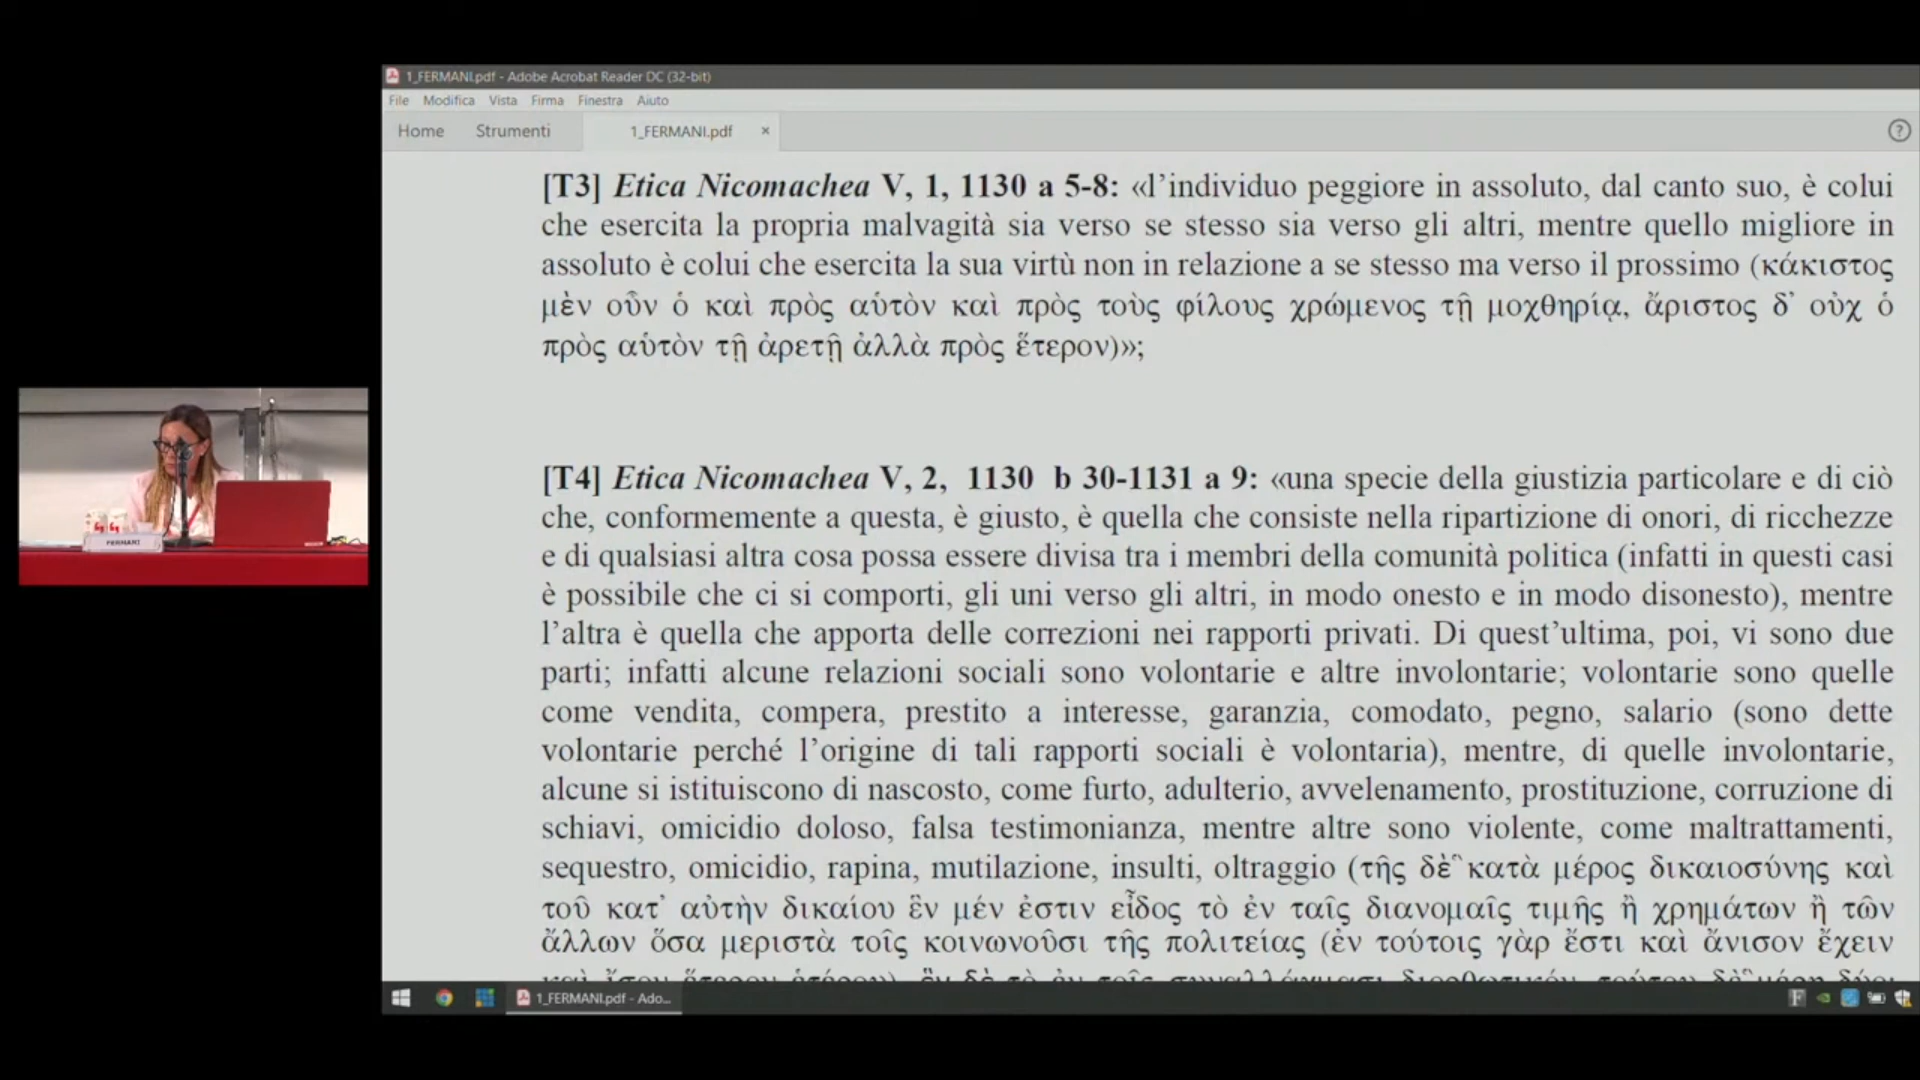 1_FERMANI.pdf - Adobe Acrobat Reader DC (32-bit)
File Modifica Vista Firma Finestra Aiuto
Home Strumenti 1_FERMANI.pdf ×
?
[T3] Etica Nicomachea V, 1, 1130 a 5-8: «l’individuo peggiore in assoluto, dal canto suo, è colui
che esercita la propria malvagità sia verso se stesso sia verso gli altri, mentre quello migliore in
assoluto è colui che esercita la sua virtù non in relazione a se stesso ma verso il prossimo (κάκιστος
μὲν οὖν ὁ καὶ πρὸς αὑτὸν καὶ πρὸς τοὺς φίλους χρώμενος τῇ μοχθηρίᾳ, ἄριστος δ᾽ οὐχ ὁ
πρὸς αὑτὸν τῇ ἀρετῇ ἀλλὰ πρὸς ἕτερον)»;
[T4] Etica Nicomachea V, 2, 1130 b 30-1131 a 9: «una specie della giustizia particolare e di ciò
che, conformemente a questa, è giusto, è quella che consiste nella ripartizione di onori, di ricchezze
e di qualsiasi altra cosa possa essere divisa tra i membri della comunità politica (infatti in questi casi
è possibile che ci si comporti, gli uni verso gli altri, in modo onesto e in modo disonesto), mentre
l’altra è quella che apporta delle correzioni nei rapporti privati. Di quest’ultima, poi, vi sono due
parti; infatti alcune relazioni sociali sono volontarie e altre involontarie; volontarie sono quelle
come vendita, compera, prestito a interesse, garanzia, comodato, pegno, salario (sono dette
volontarie perché l’origine di tali rapporti sociali è volontaria), mentre, di quelle involontarie,
alcune si istituiscono di nascosto, come furto, adulterio, avvelenamento, prostituzione, corruzione di
schiavi, omicidio doloso, falsa testimonianza, mentre altre sono violente, come maltrattamenti,
sequestro, omicidio, rapina, mutilazione, insulti, oltraggio (τῆς δὲ κατὰ μέρος δικαιοσύνης καὶ
τοῦ κατ᾽ αὐτὴν δικαίου ἓν μέν ἐστιν εἶδος τὸ ἐν ταῖς διανομαῖς τιμῆς ἢ χρημάτων ἢ τῶν
ἄλλων ὅσα μεριστὰ τοῖς κοινωνοῦσι τῆς πολιτείας (ἐν τούτοις γὰρ ἔστι καὶ ἄνισον ἔχειν
FERMANI
1_FERMANI.pdf - Ado...
F